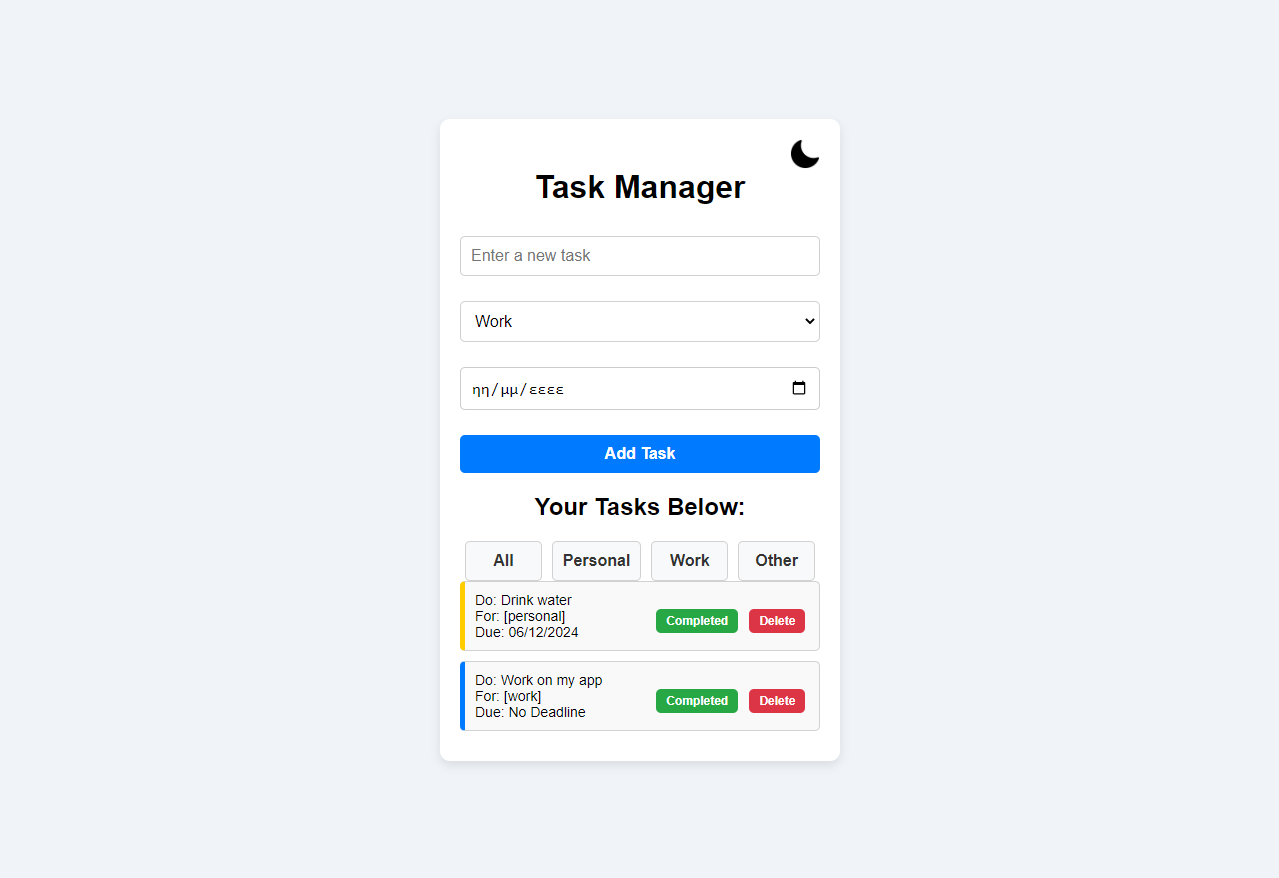 Task Manager
Enter a new task
Work
ηη/μμ/εεεε
Add Task
Your Tasks Below:
All Personal Work Other
Do: Drink water
For: [personal]
Due: 06/12/2024
Completed Delete
Do: Work on my app
For: [work]
Due: No Deadline
Completed Delete